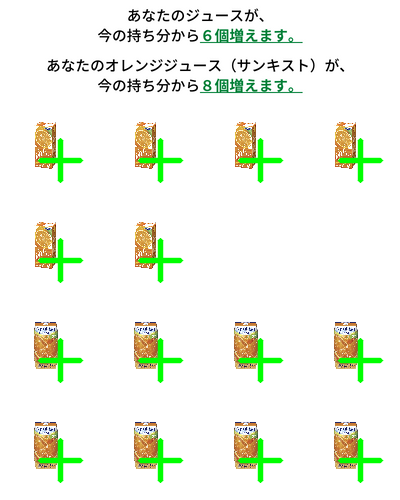 あなたのジュースが、
今の持ち分から６個増えます。
あなたのオレンジジュース（サンキスト）が、
今の持ち分から８個増えます。